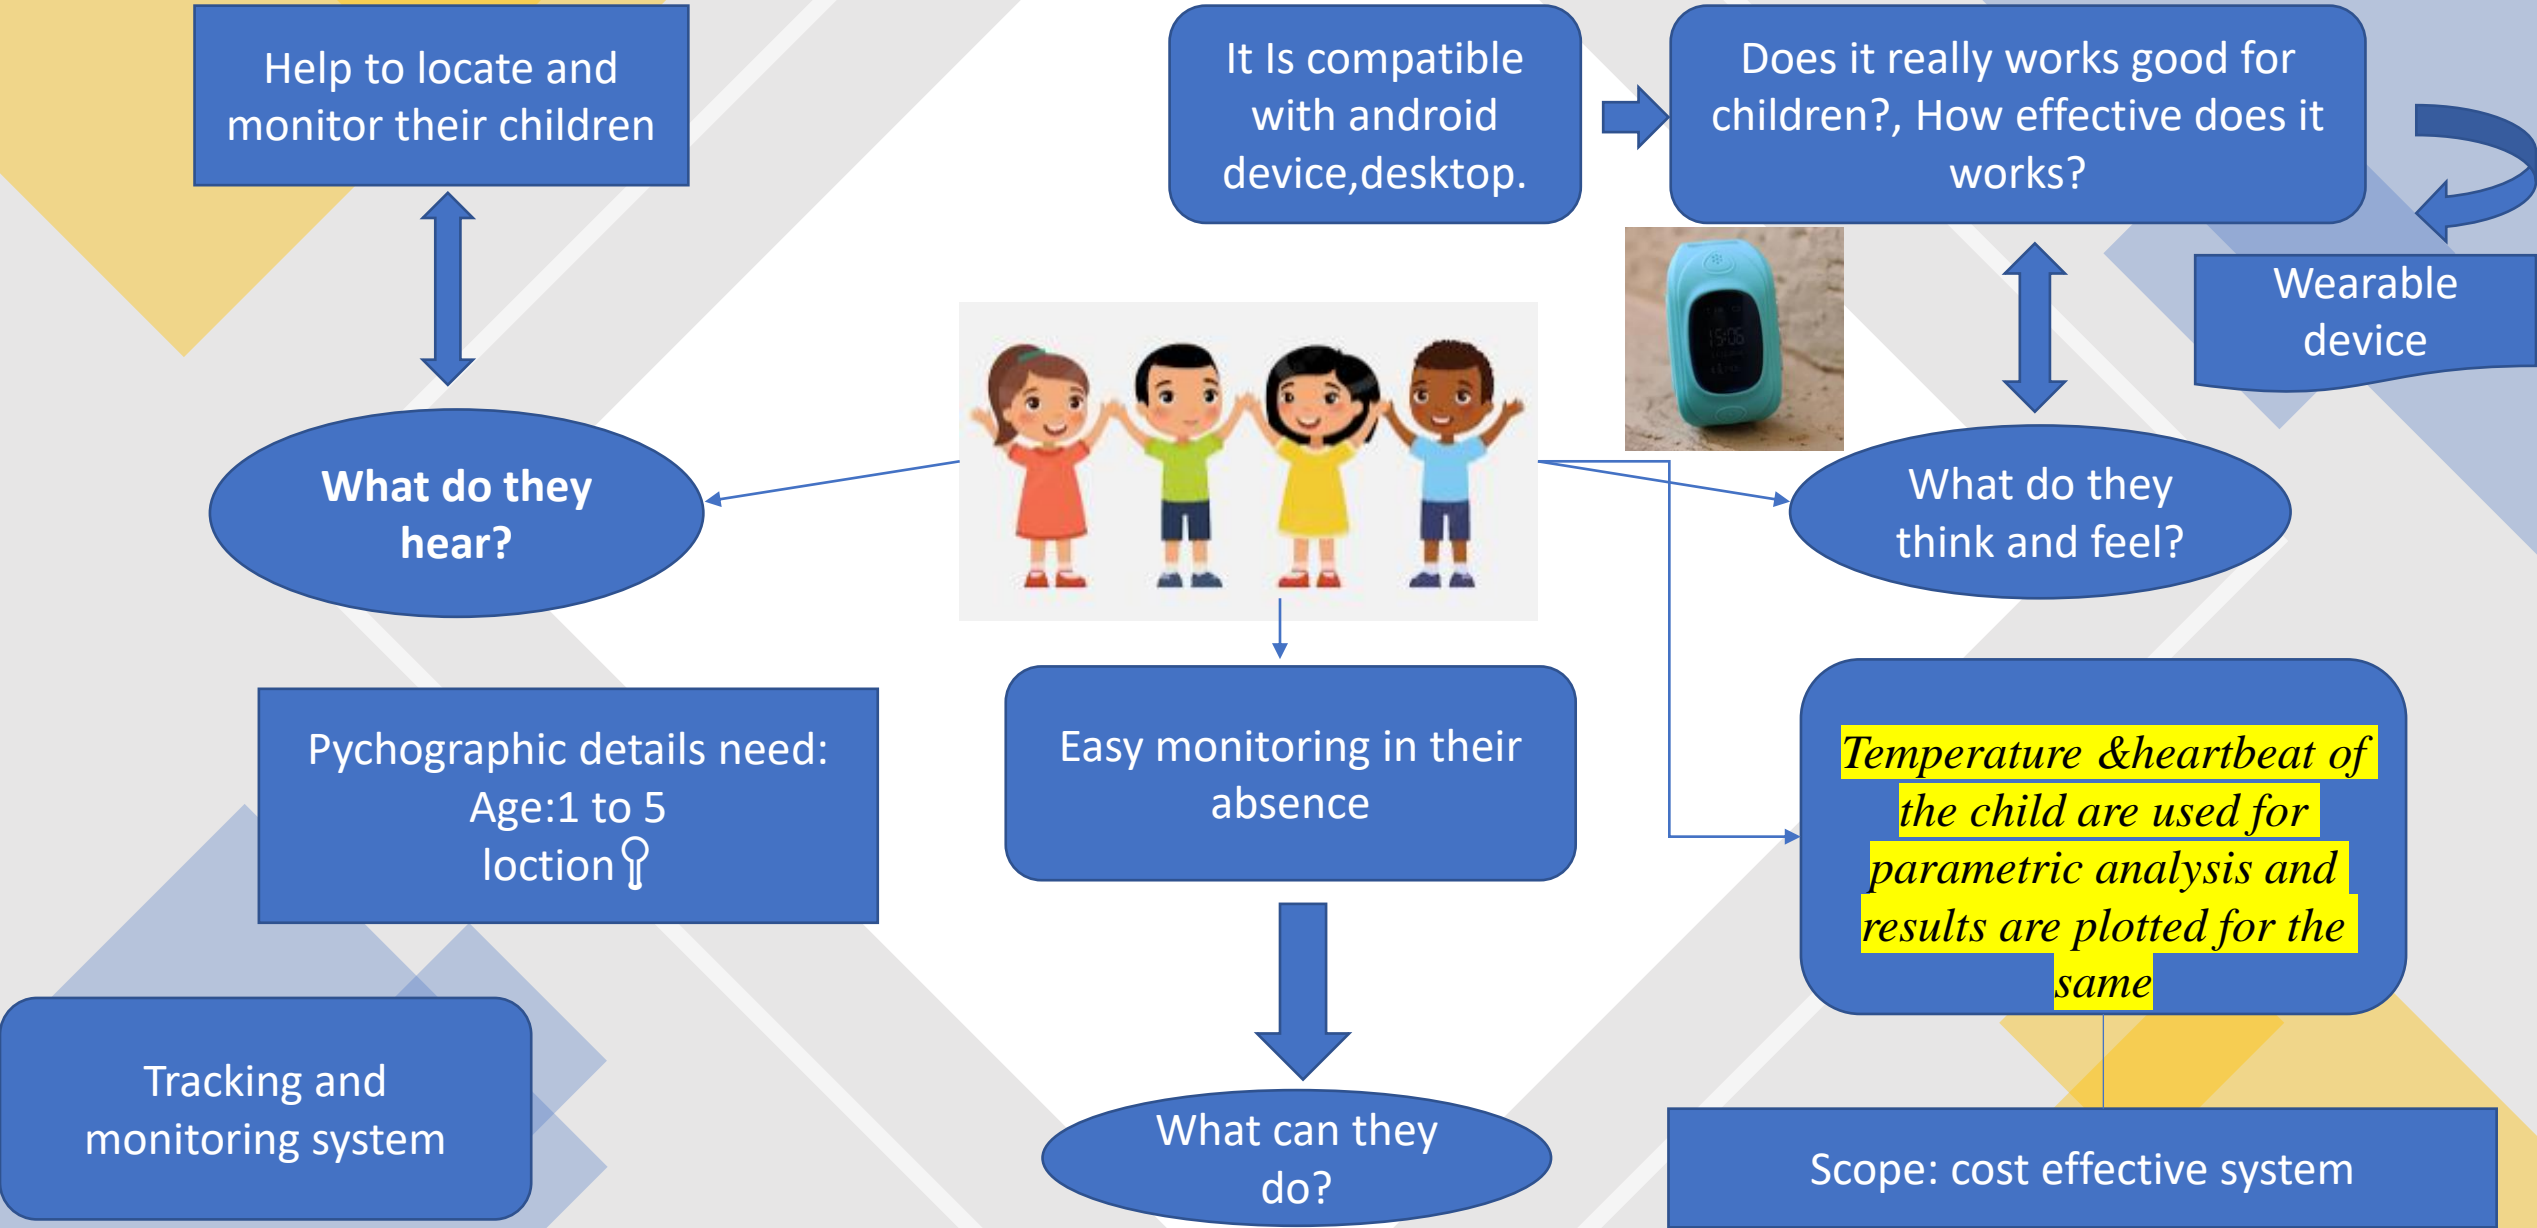 Help to locate and
monitor their children
It Is compatible
with android
device,desktop.
Does it really works good for
children?, How effective does it
works?
Wearable
device
15:06
What do they
hear?
What do they
think and feel?
Pychographic details need:
Age:1 to 5
loction
Easy monitoring in their
absence
Temperature &heartbeat of
the child are used for
parametric analysis and
results are plotted for the
same
Tracking and
monitoring system
What can they
do?
Scope: cost effective system